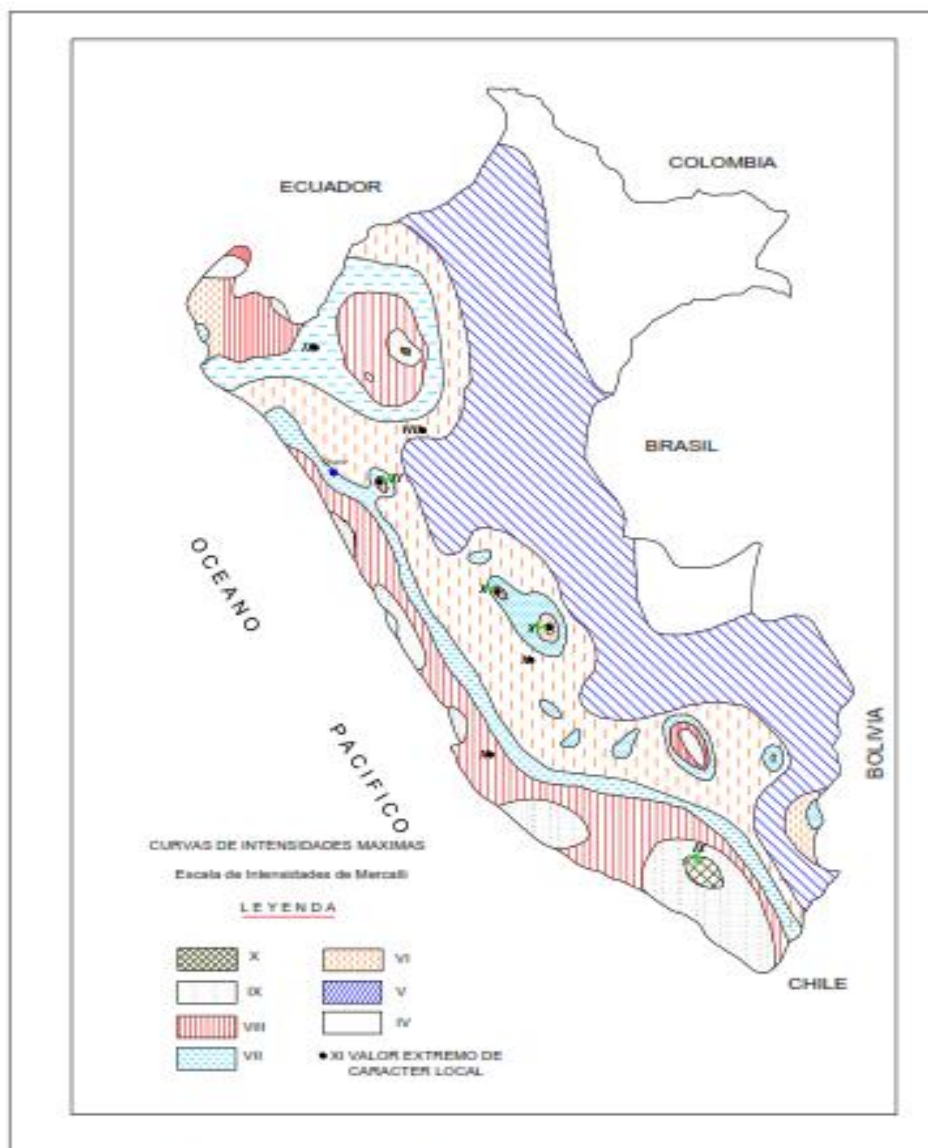 COLOMBIA
ECUADOR
BRASIL
OCEANO
PACIFICO
BOLIVIA
CHILE
CURVAS DE INTENSIDADES MAXIMAS
Escala de Intensidades de Mercalli
LEYENDA
X
IX
VIII
VII
VI
V
IV
XI VALOR EXTREMO DE
CARACTER LOCAL